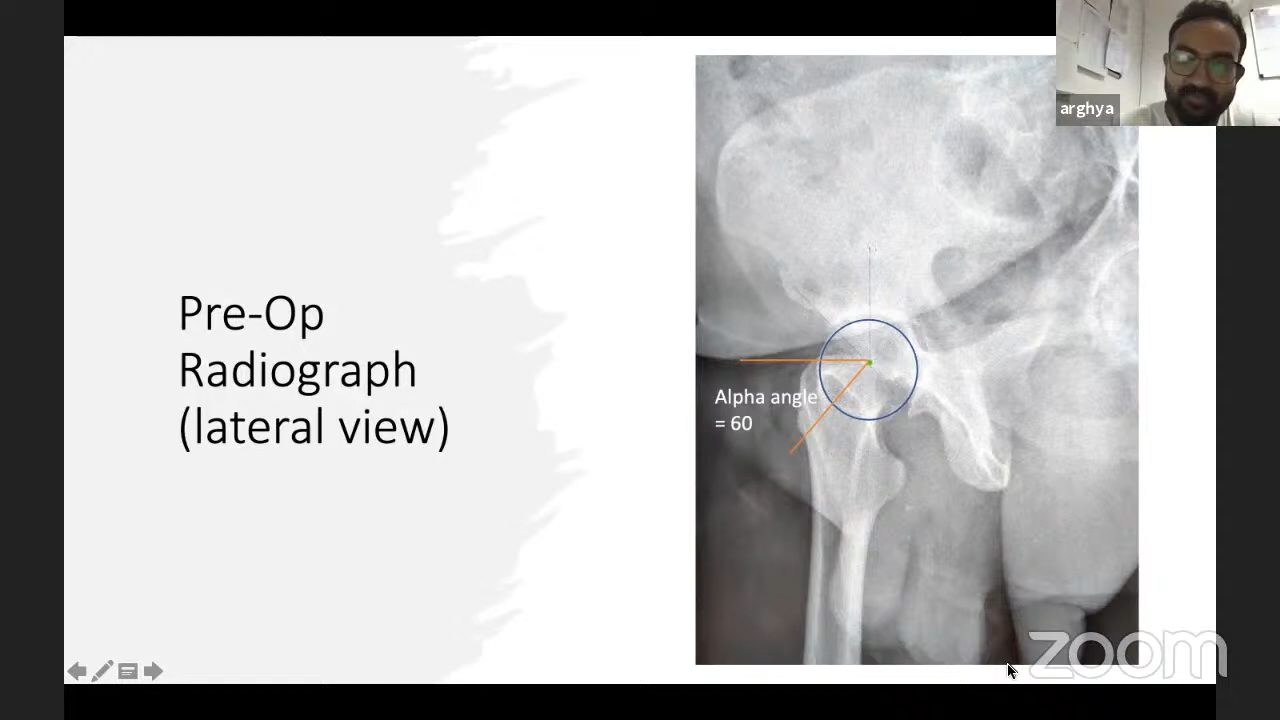 arghya
Pre-Op
Radiograph
(lateral view)
Alpha angle
= 60
zoom